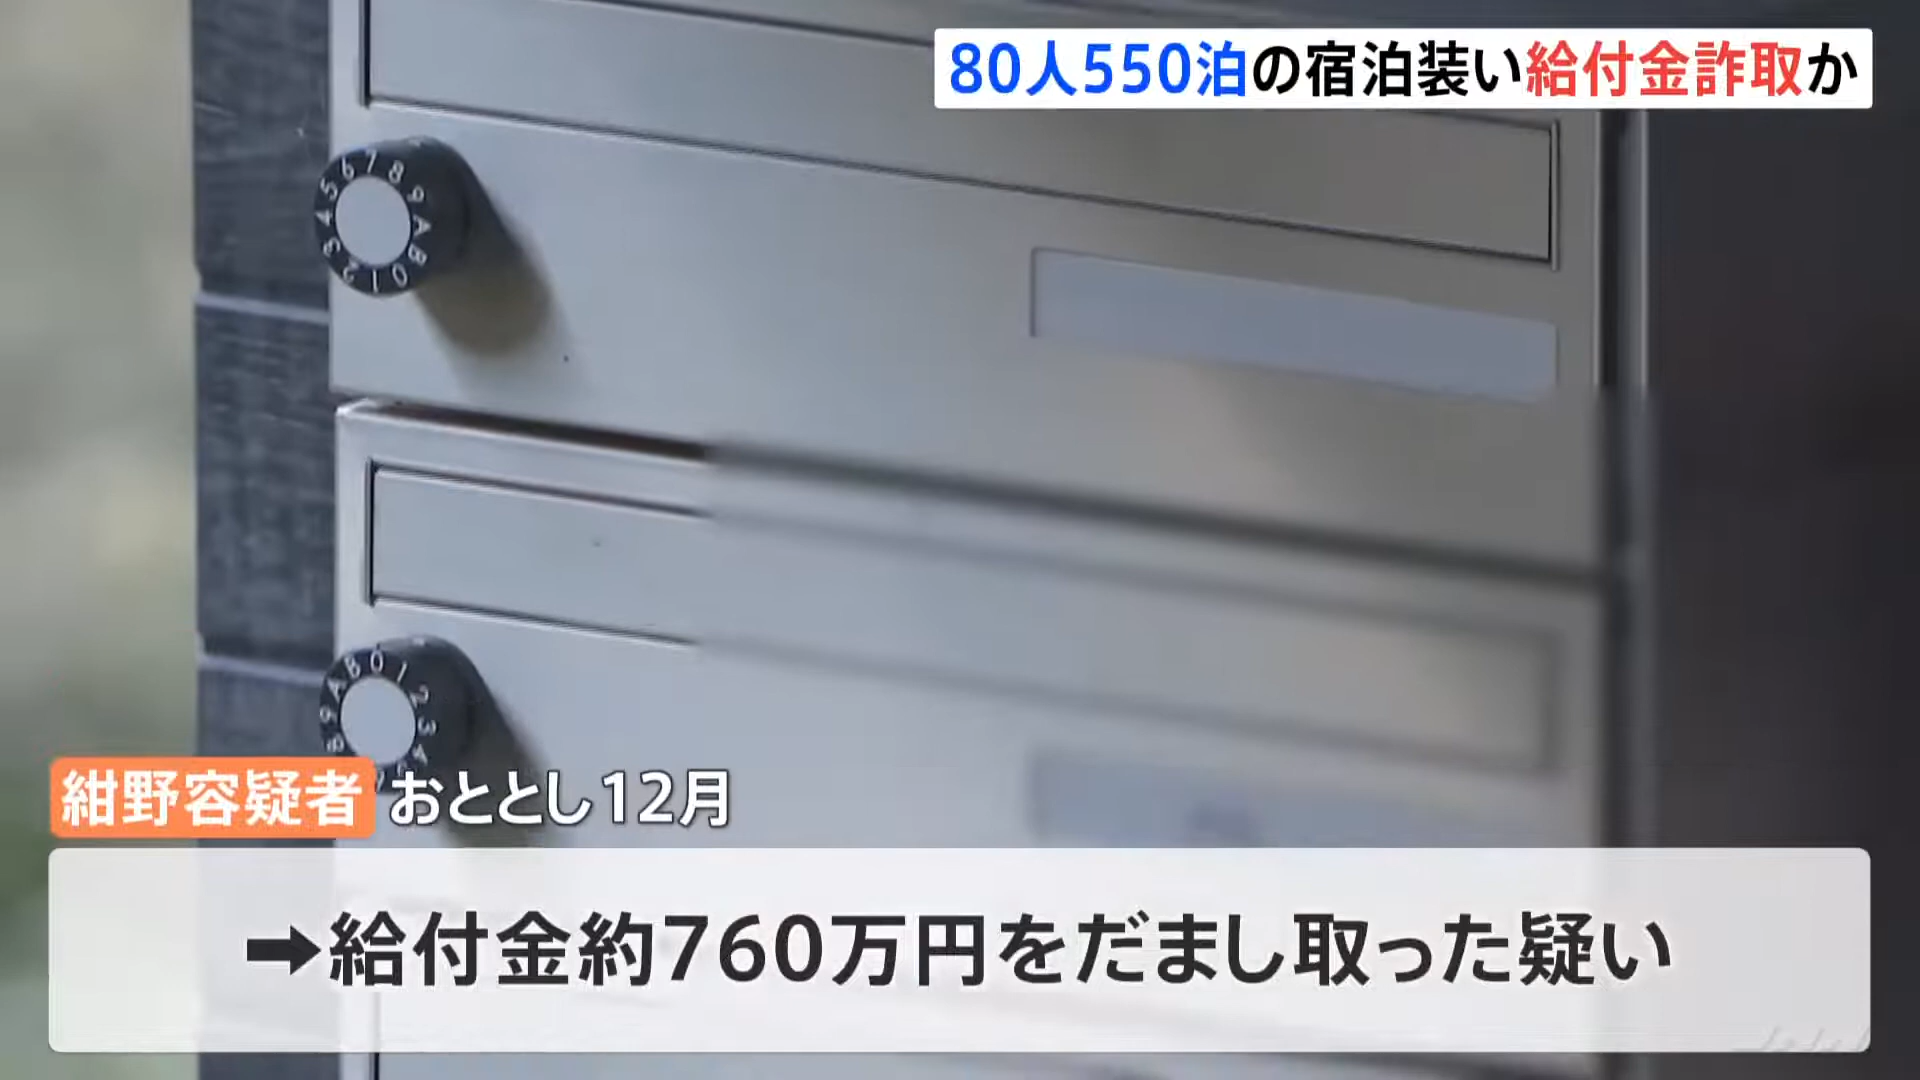 80人550泊の宿泊装い給付金詐取か
紺野容疑者 おととし12月
➡給付金約760万円をだまし取った疑い